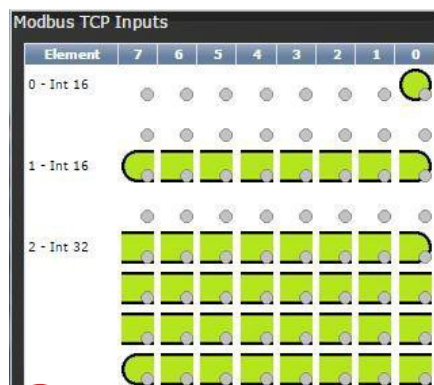 Modbus TCP Inputs
Element 7 6 5 4 3 2 1 0
0 - Int 16
1 - Int 16
2 - Int 32